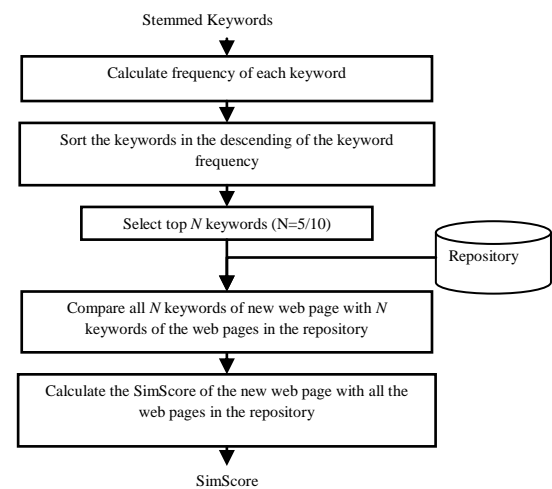 Stemmed Keywords
Calculate frequency of each keyword
Sort the keywords in the descending of the keyword
frequency
Select top N keywords (N=5/10)
Repository
Compare all N keywords of new web page with N
keywords of the web pages in the repository
Calculate the SimScore of the new web page with all the
web pages in the repository
SimScore